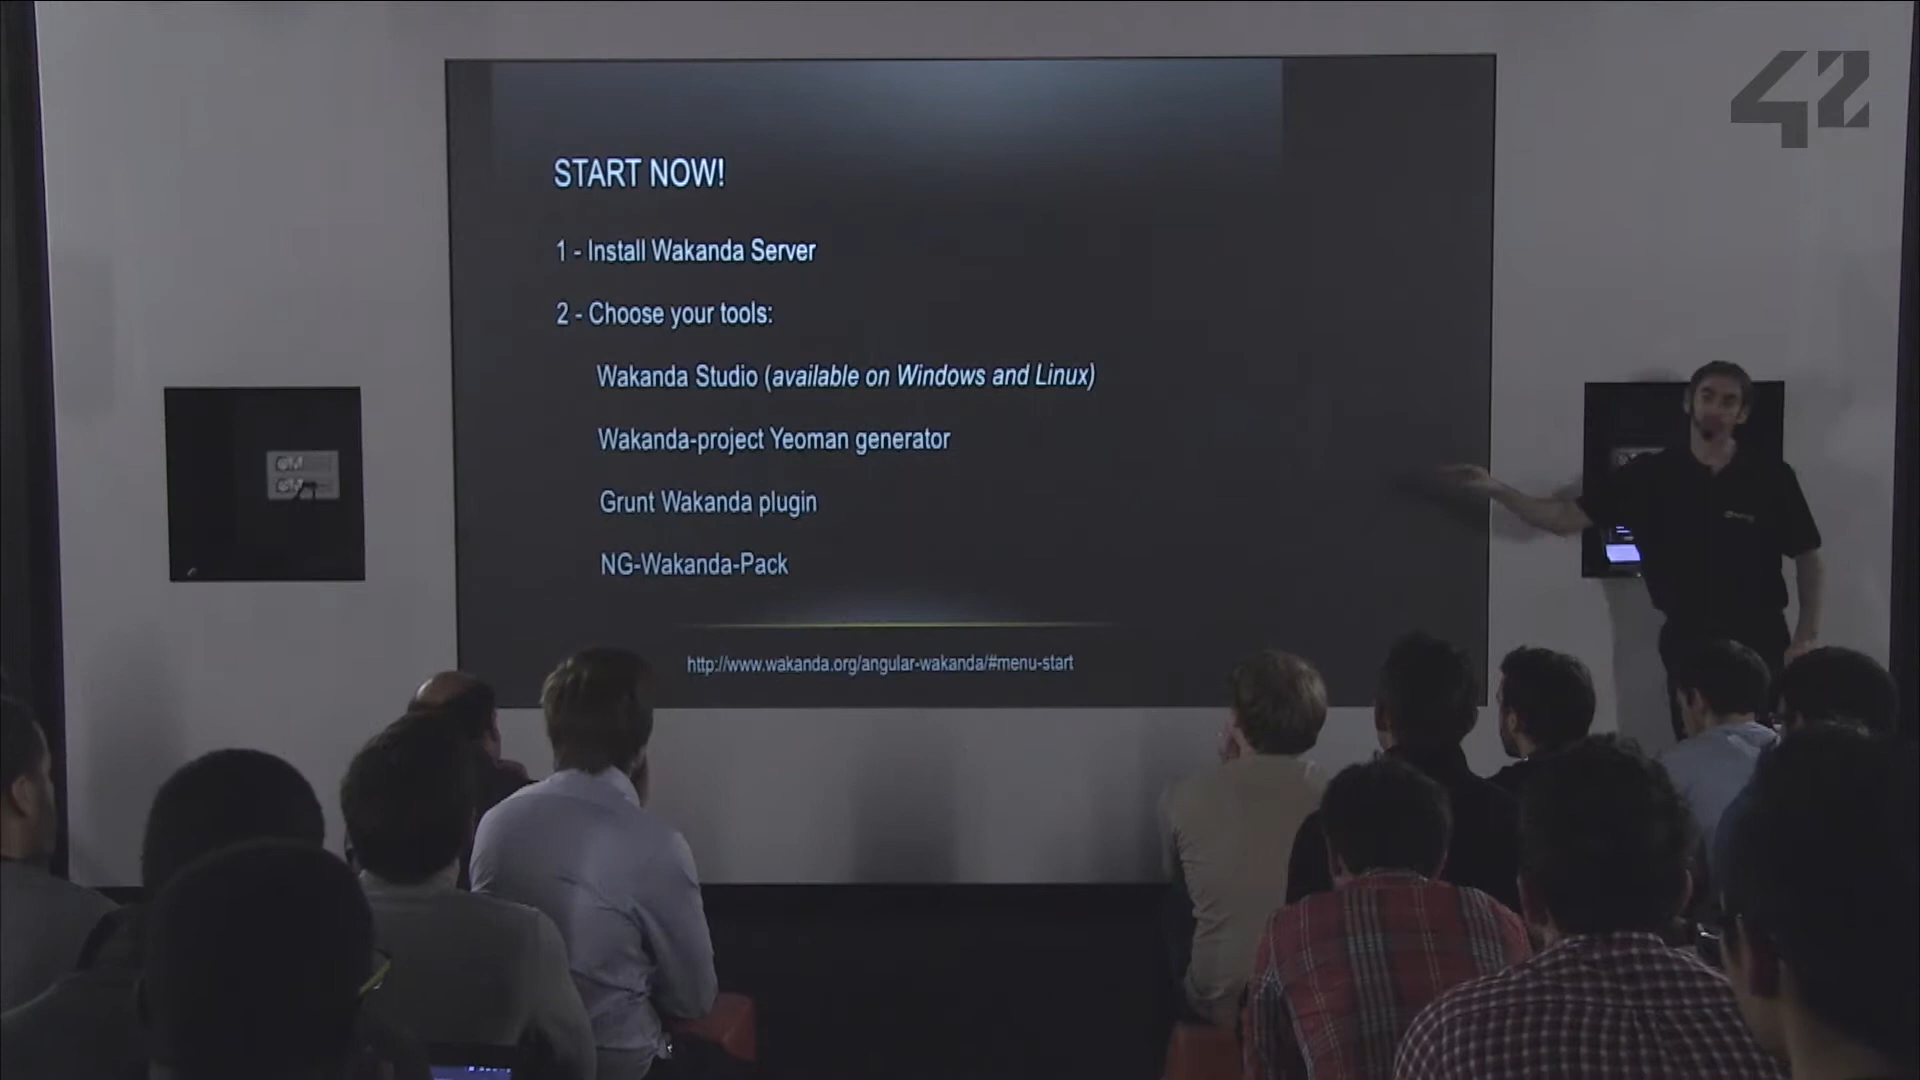 42
START NOW!
1 - Install Wakanda Server
2 - Choose your tools:
Wakanda Studio (available on Windows and Linux)
Wakanda-project Yeoman generator
Grunt Wakanda plugin
NG-Wakanda-Pack
http://www.wakanda.org/angular-wakanda/#menu-start